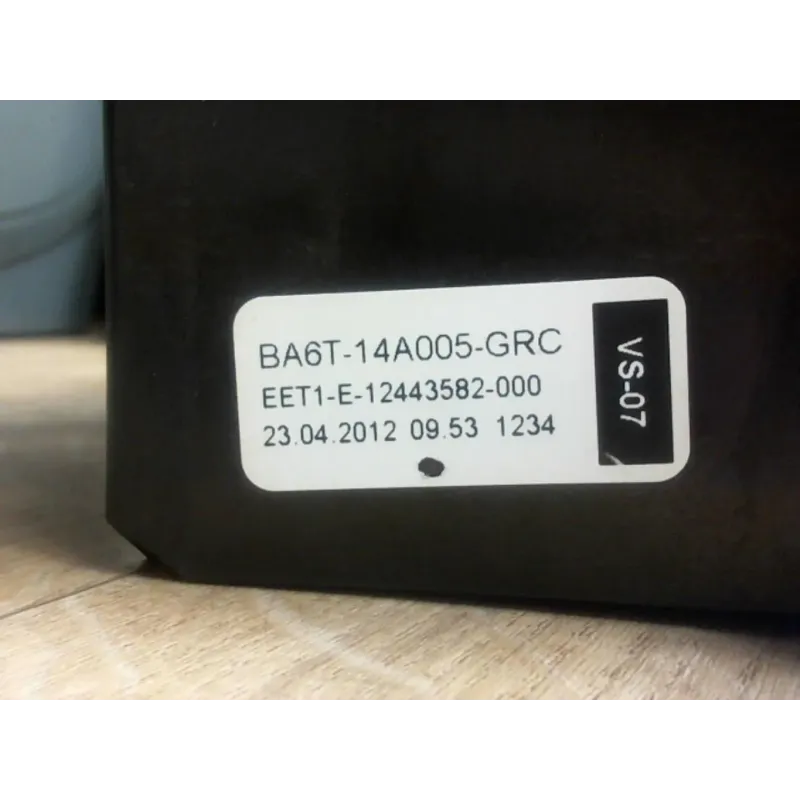 BA6T-14A005-GRC
EET1-E-12443582-000
23.04.2012 09.53 1234
VS-07